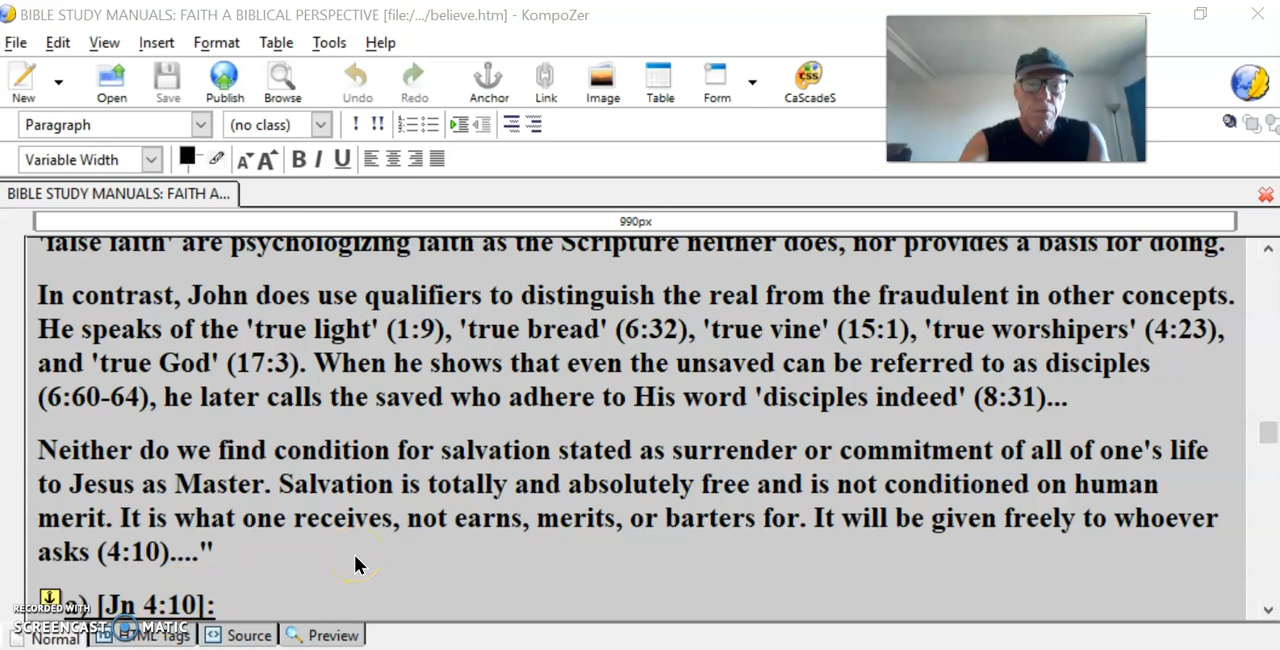 BIBLE STUDY MANUALS: FAITH A BIBLICAL PERSPECTIVE [file:/.../believe.htm] - KompoZer
File Edit View Insert Format Table Tools Help
New Open Save Publish Browse Undo Redo Anchor Link Image Table Form CaScadeS
CSS
Paragraph (no class) ! !!
Variable Width A A B I U
BIBLE STUDY MANUALS: FAITH A...
990px
'false faith' are psychologizing faith as the Scripture neither does, nor provides a basis for doing.
In contrast, John does use qualifiers to distinguish the real from the fraudulent in other concepts.
He speaks of the 'true light' (1:9), 'true bread' (6:32), 'true vine' (15:1), 'true worshipers' (4:23),
and 'true God' (17:3). When he shows that even the unsaved can be referred to as disciples
(6:60-64), he later calls the saved who adhere to His word 'disciples indeed' (8:31)...
Neither do we find condition for salvation stated as surrender or commitment of all of one's life
to Jesus as Master. Salvation is totally and absolutely free and is not conditioned on human
merit. It is what one receives, not earns, merits, or barters for. It will be given freely to whoever
asks (4:10)...."
a) [Jn 4:10]:
RECORDED WITH
SCREENCAST MATIC
Normal HTML Tags Source Preview